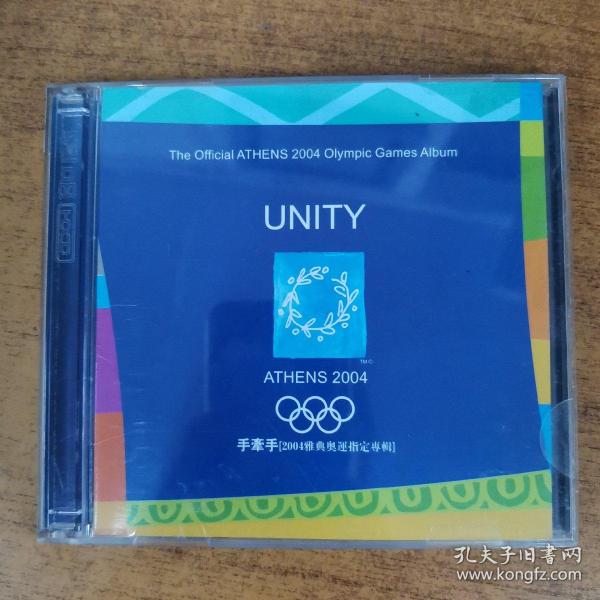 The Official ATHENS 2004 Olympic Games Album
UNITY
TM©
ATHENS 2004
手牽手[2004雅典奧運指定專輯]
孔夫子旧书网
www.kongfz.com